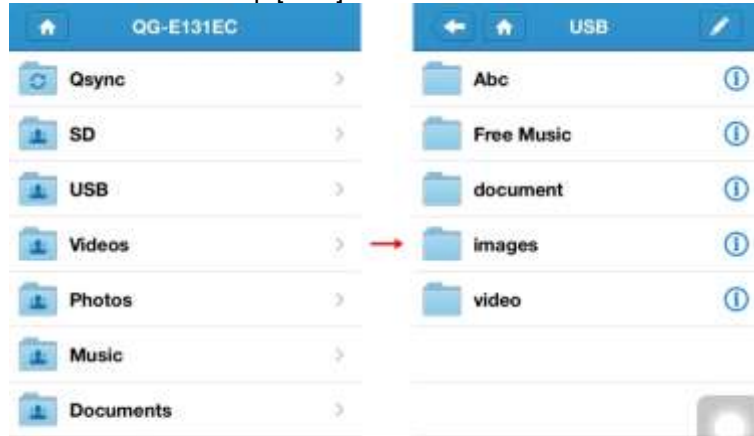 QG-E131EC
Qsync
SD
USB
Videos
Photos
Music
Documents
USB
Abc
Free Music
document
images
video